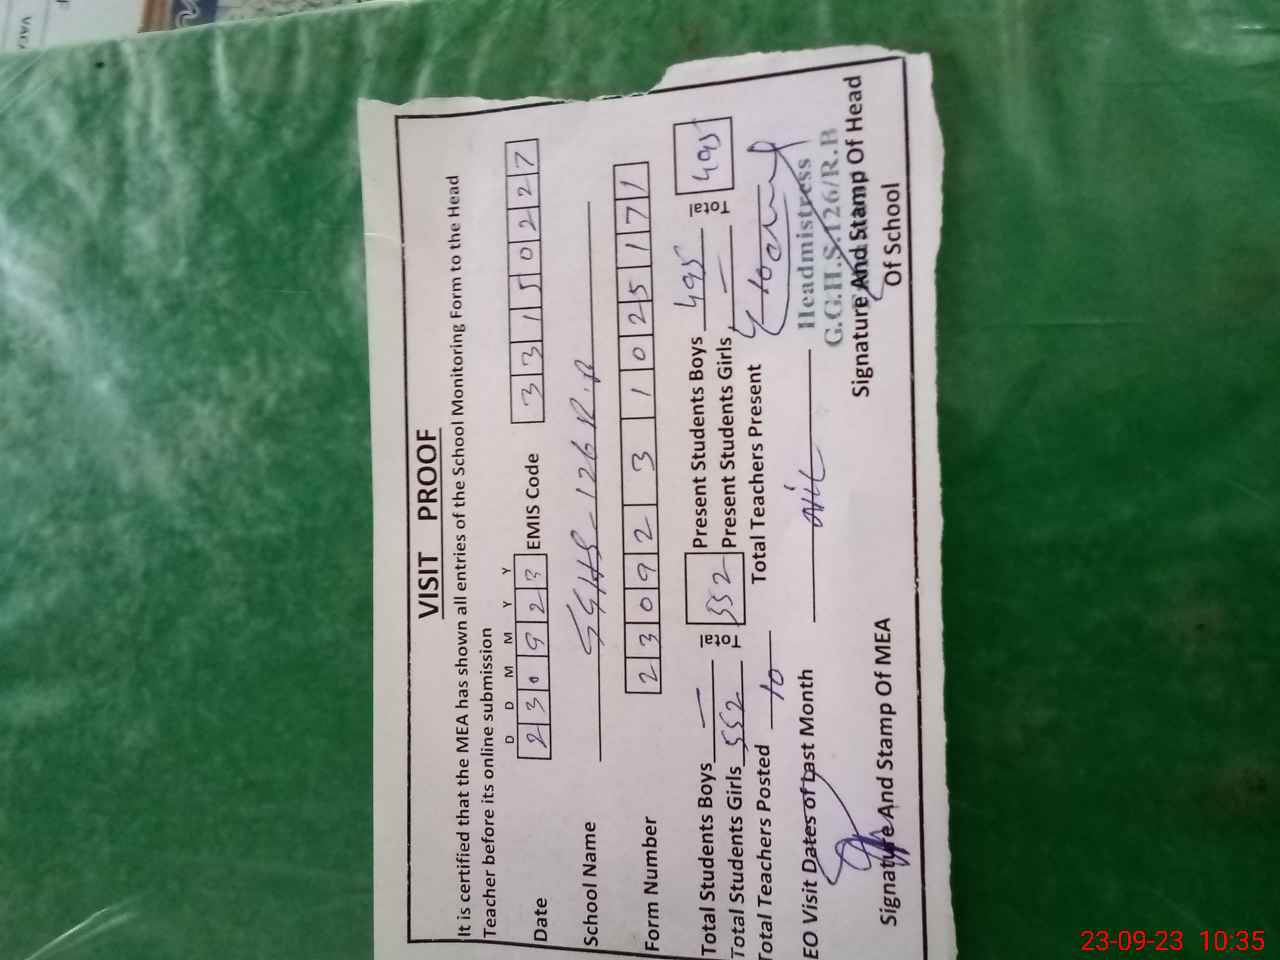 VISIT PROOF
It is certified that the MEA has shown all entries of the School Monitoring Form to the Head
Teacher before its online submission
D D M M Y Y
Date 2 3 0 9 2 3 EMIS Code 3 3 1 5 0 2 2 7
School Name GGHS-126 R.B
Form Number 2 3 0 9 2 3 1 0 2 5 1 7 1
Total Students Boys — Total 552 Present Students Boys 495 Total 495
Total Students Girls 552 Present Students Girls —
Total Teachers Posted 10 Total Teachers Present
EO Visit Dates of Last Month Nil
Headmistress
G.G.H.S.126/R.B
Signature And Stamp Of MEA Signature And Stamp Of Head
Of School
23-09-23 10:35